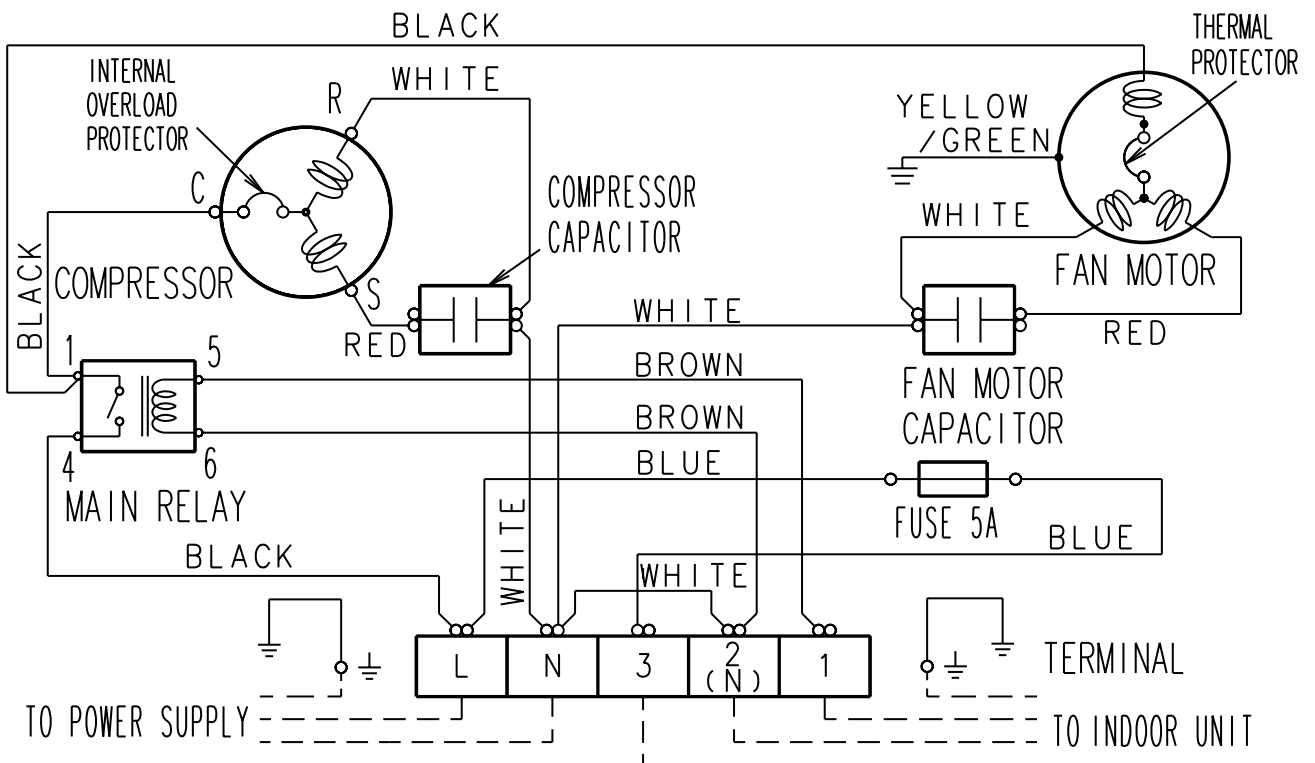 BLACK
THERMAL
PROTECTOR
INTERNAL
OVERLOAD
PROTECTOR
R
WHITE
YELLOW
/GREEN
C
COMPRESSOR
CAPACITOR
WHITE
BLACK
COMPRESSOR
S
FAN MOTOR
RED
WHITE
RED
1
5
BROWN
FAN MOTOR
CAPACITOR
BROWN
4
6
BLUE
MAIN RELAY
FUSE 5A
BLACK
WHITE
BLUE
WHITE
L
N
3
2
(N)
1
TERMINAL
TO POWER SUPPLY
TO INDOOR UNIT